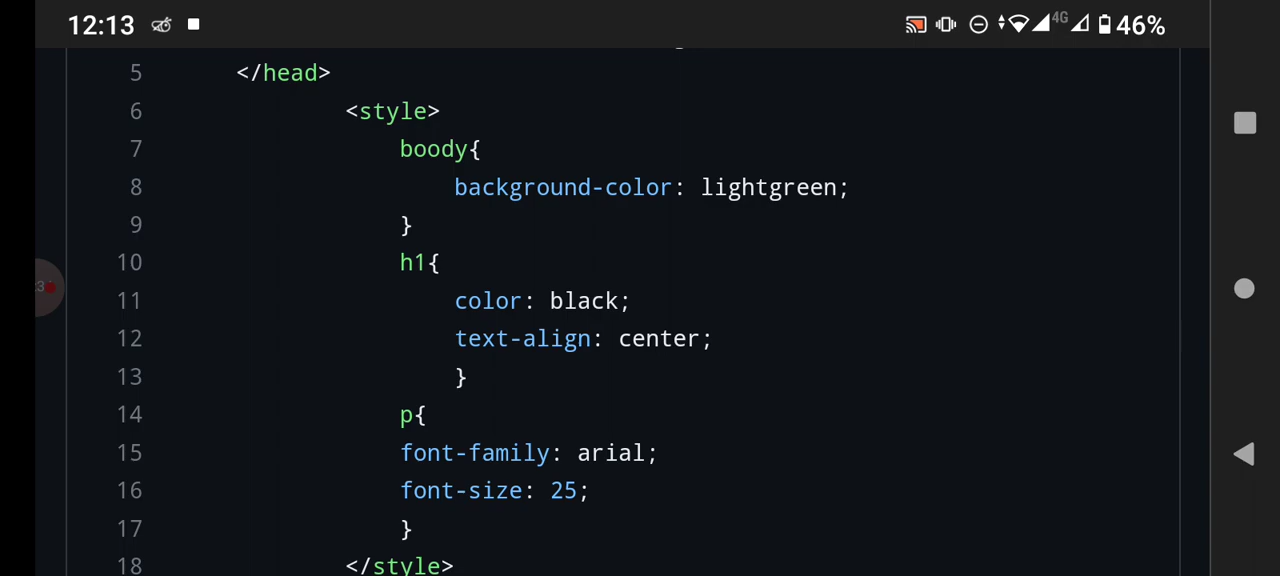 12:13 4G 46%
5 </head>
6 <style>
7 boody{
8 background-color: lightgreen;
9 }
10 h1{
11 color: black;
12 text-align: center;
13 }
14 p{
15 font-family: arial;
16 font-size: 25;
17 }
18 </style>